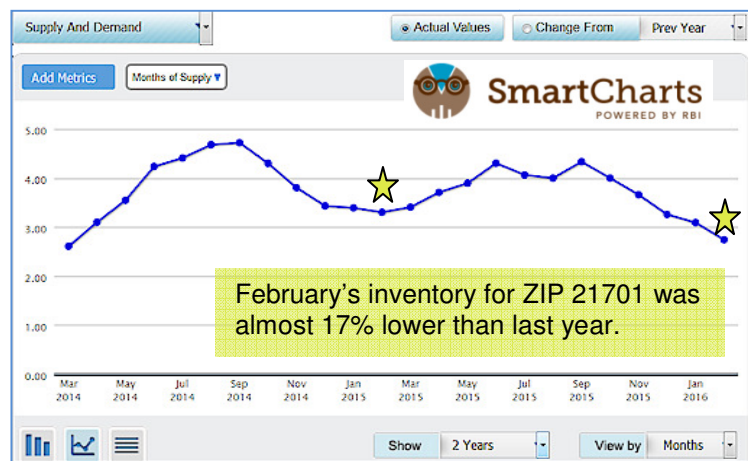 Supply And Demand
Actual Values
Change From
Prev Year
Add Metrics
Months of Supply
SmartCharts
POWERED BY RBI
5.00
4.00
3.00
2.00
1.00
0.00
February's inventory for ZIP 21701 was
almost 17% lower than last year.
Mar May Jul Sep Nov Jan Mar May Jul Sep Nov Jan
2014 2014 2014 2014 2014 2015 2015 2015 2015 2015 2015 2016
Show 2 Years View by Months